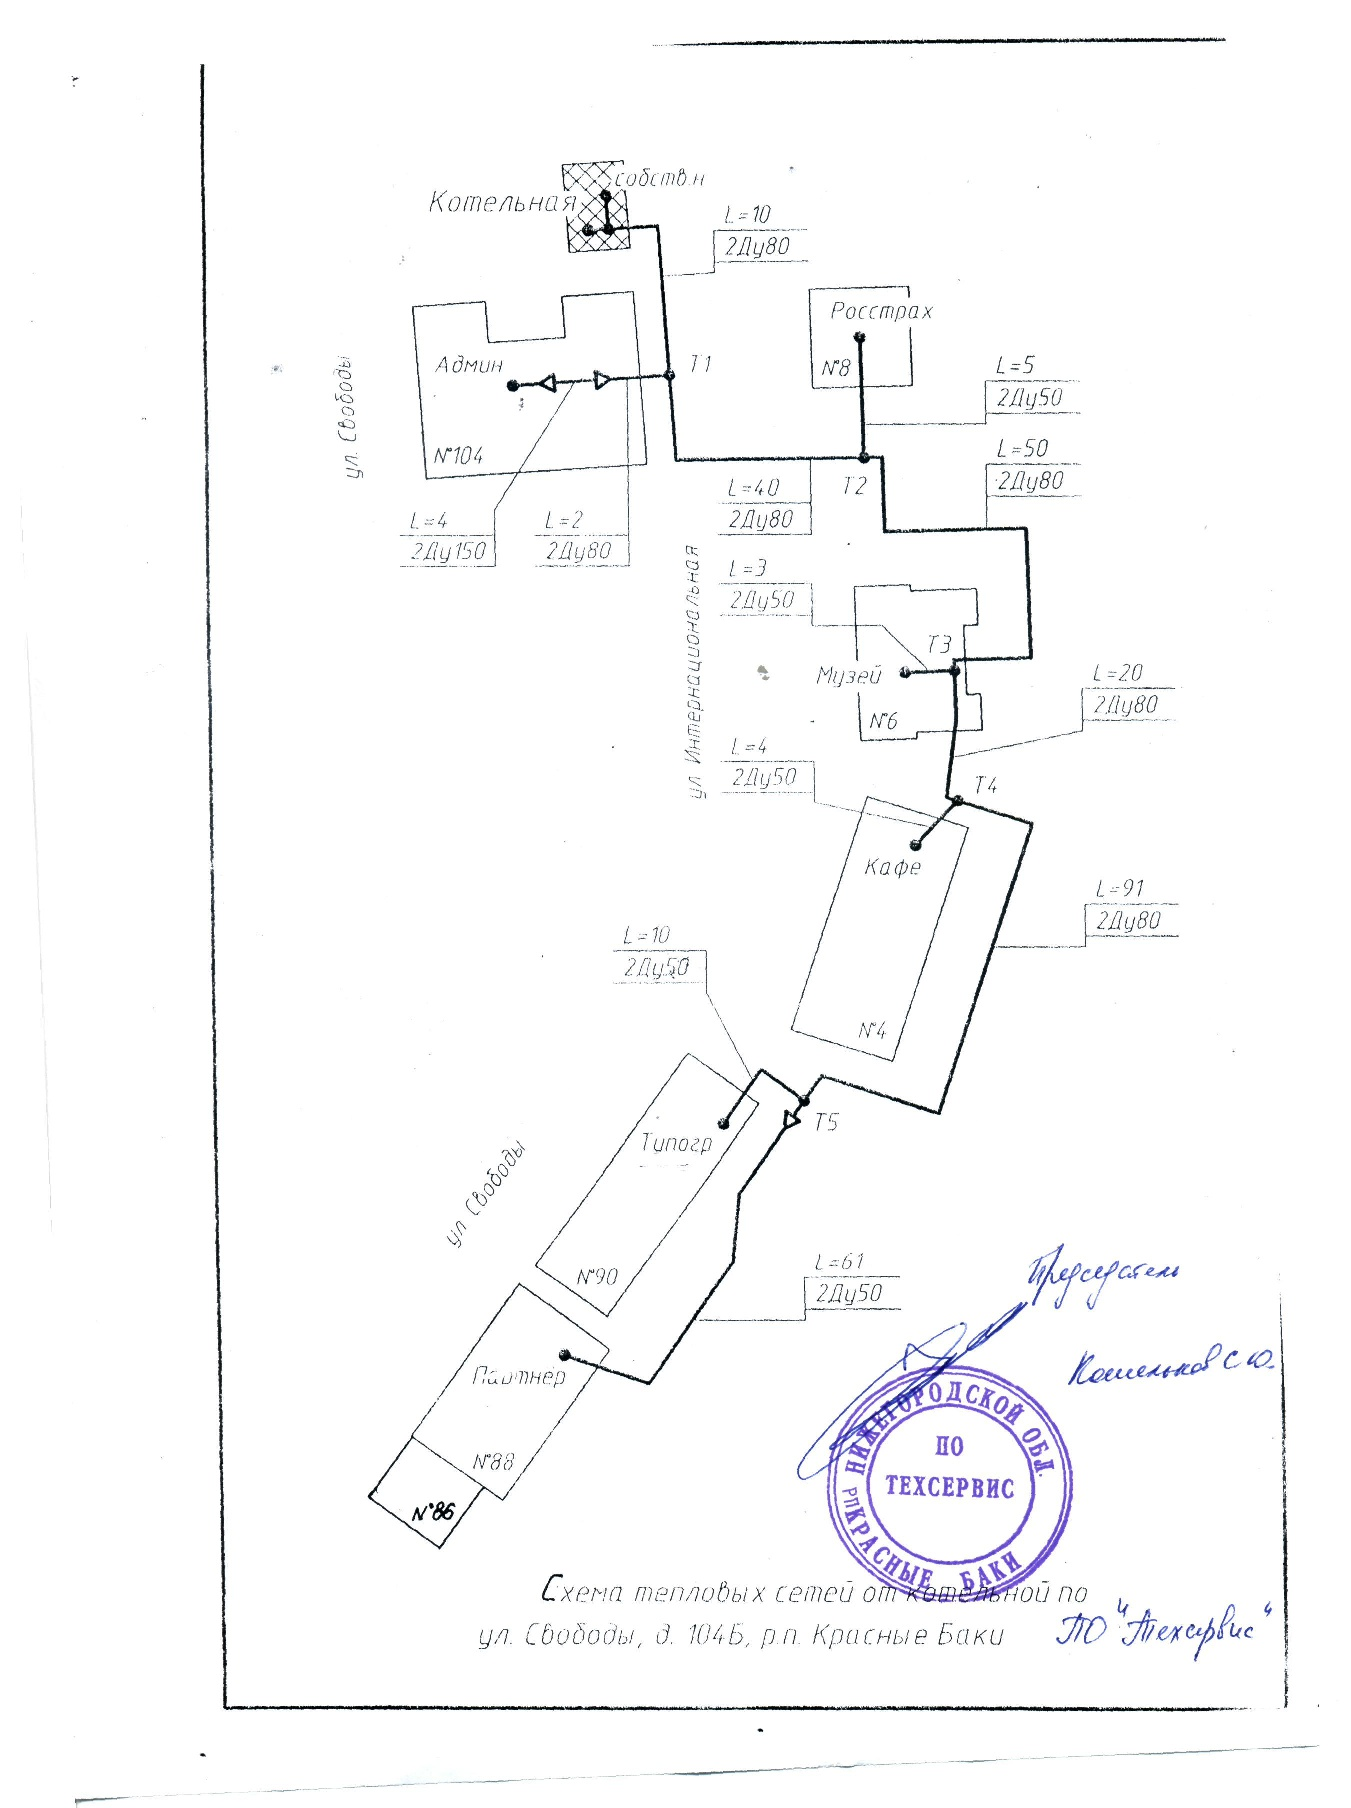 собств.н
Котельная
L=10
2Ду80
Росстрах
№8
Админ
№104
Т1
ул. Свободы
L=5
2Ду50
L=50
2Ду80
Т2
L=40
2Ду80
L=4
2Ду150
L=2
2Ду80
ул Интернациональная
L=3
2Ду50
Т3
Музей
№6
L=20
2Ду80
L=4
2Ду50
Т4
Кафе
L=91
2Ду80
L=10
2Ду50
№4
Т5
Типогр
ул Свободы
№90
L=61
2Ду50
Партнер
№88
№86
Председатель
Кошельков С Ю.
НИЖЕГОРОДСКОЙ ОБЛ.
РП КРАСНЫЕ БАКИ
ПО
ТЕХСЕРВИС
Схема тепловых сетей от котельной по
ул. Свободы, д. 104Б, р.п. Красные Баки
ПО "Техсервис"